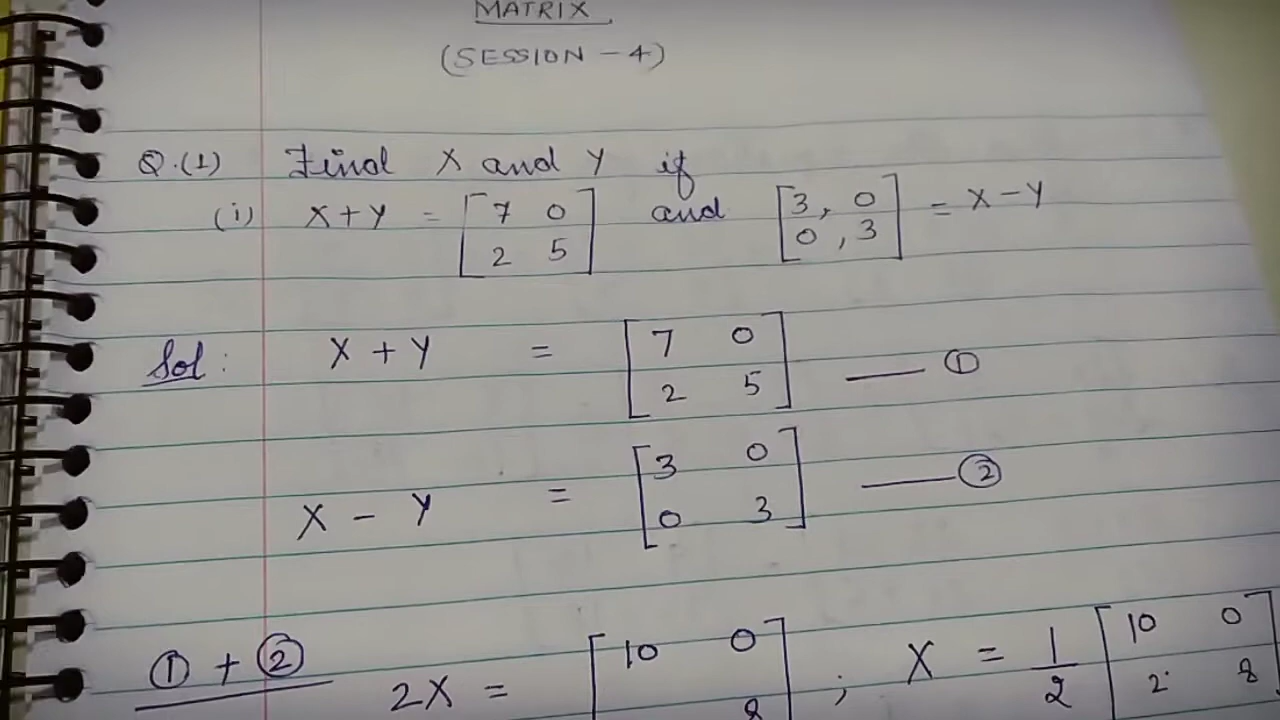 MATRIX
(SESSION - 4)
Q.(1) Find X and Y if
(i) X+Y = [7 0 and [3, 0 = X-Y
2 5] 0, 3]
Sol: X + Y = [7 0 —— ①
2 5]
X - Y = [3 0 —— ②
0 3]
① + ② 2X = [10 0 ; X = 1/2 [10 0
8] 2 8]